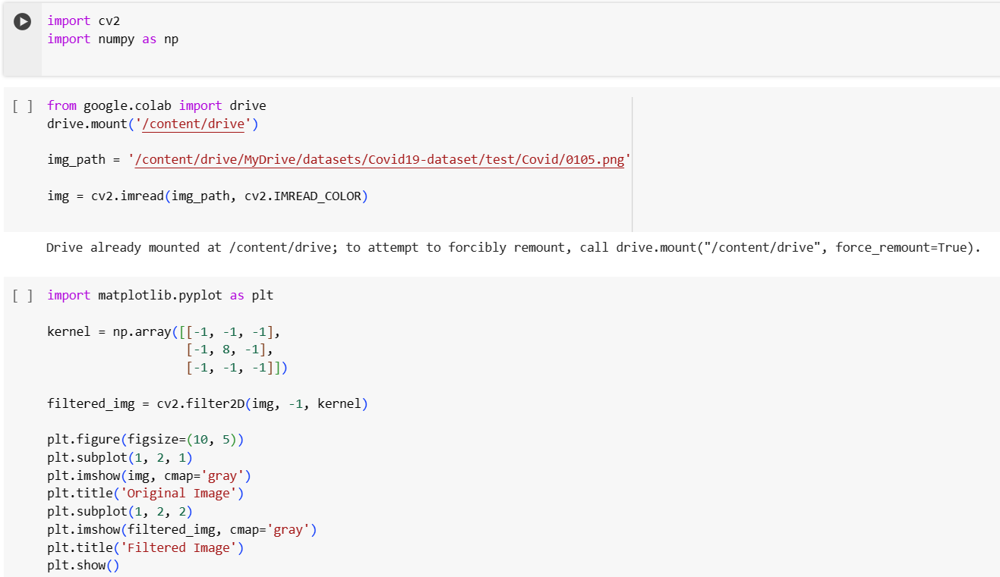 import cv2
import numpy as np
[ ] from google.colab import drive
drive.mount('/content/drive')
img_path = '/content/drive/MyDrive/datasets/Covid19-dataset/test/Covid/0105.png'
img = cv2.imread(img_path, cv2.IMREAD_COLOR)
Drive already mounted at /content/drive; to attempt to forcibly remount, call drive.mount("/content/drive", force_remount=True).
[ ] import matplotlib.pyplot as plt
kernel = np.array([[-1, -1, -1],
[-1, 8, -1],
[-1, -1, -1]])
filtered_img = cv2.filter2D(img, -1, kernel)
plt.figure(figsize=(10, 5))
plt.subplot(1, 2, 1)
plt.imshow(img, cmap='gray')
plt.title('Original Image')
plt.subplot(1, 2, 2)
plt.imshow(filtered_img, cmap='gray')
plt.title('Filtered Image')
plt.show()